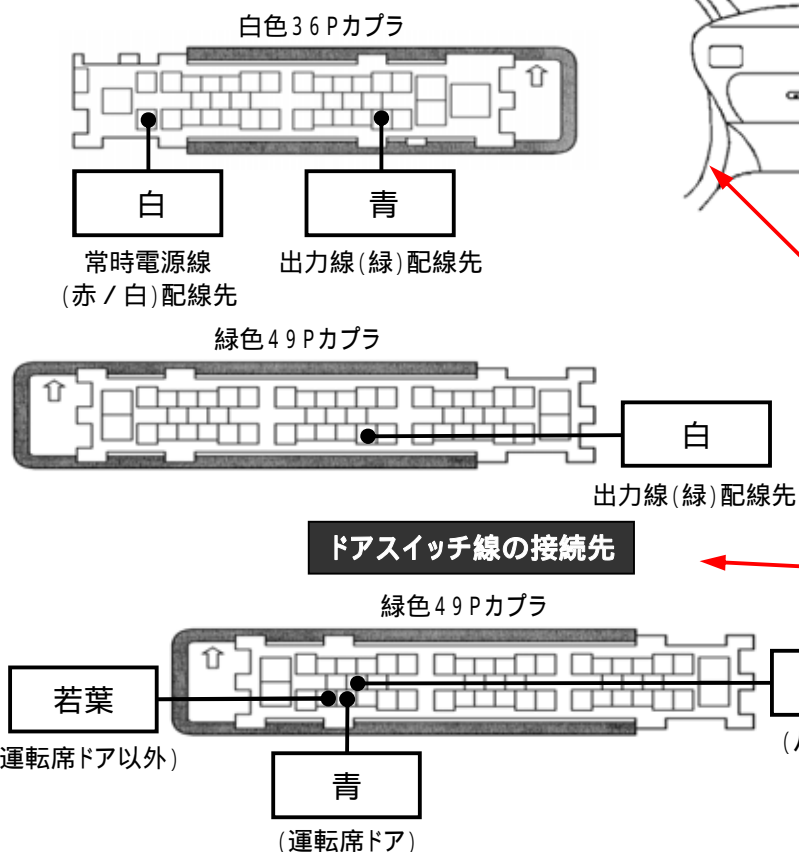 白色36Pカプラ
白
青
常時電源線
(赤/白)配線先
出力線(緑)配線先
緑色49Pカプラ
白
出力線(緑)配線先
ドアスイッチ線の接続先
緑色49Pカプラ
若葉
運転席ドア以外)
青
(運転席ドア)